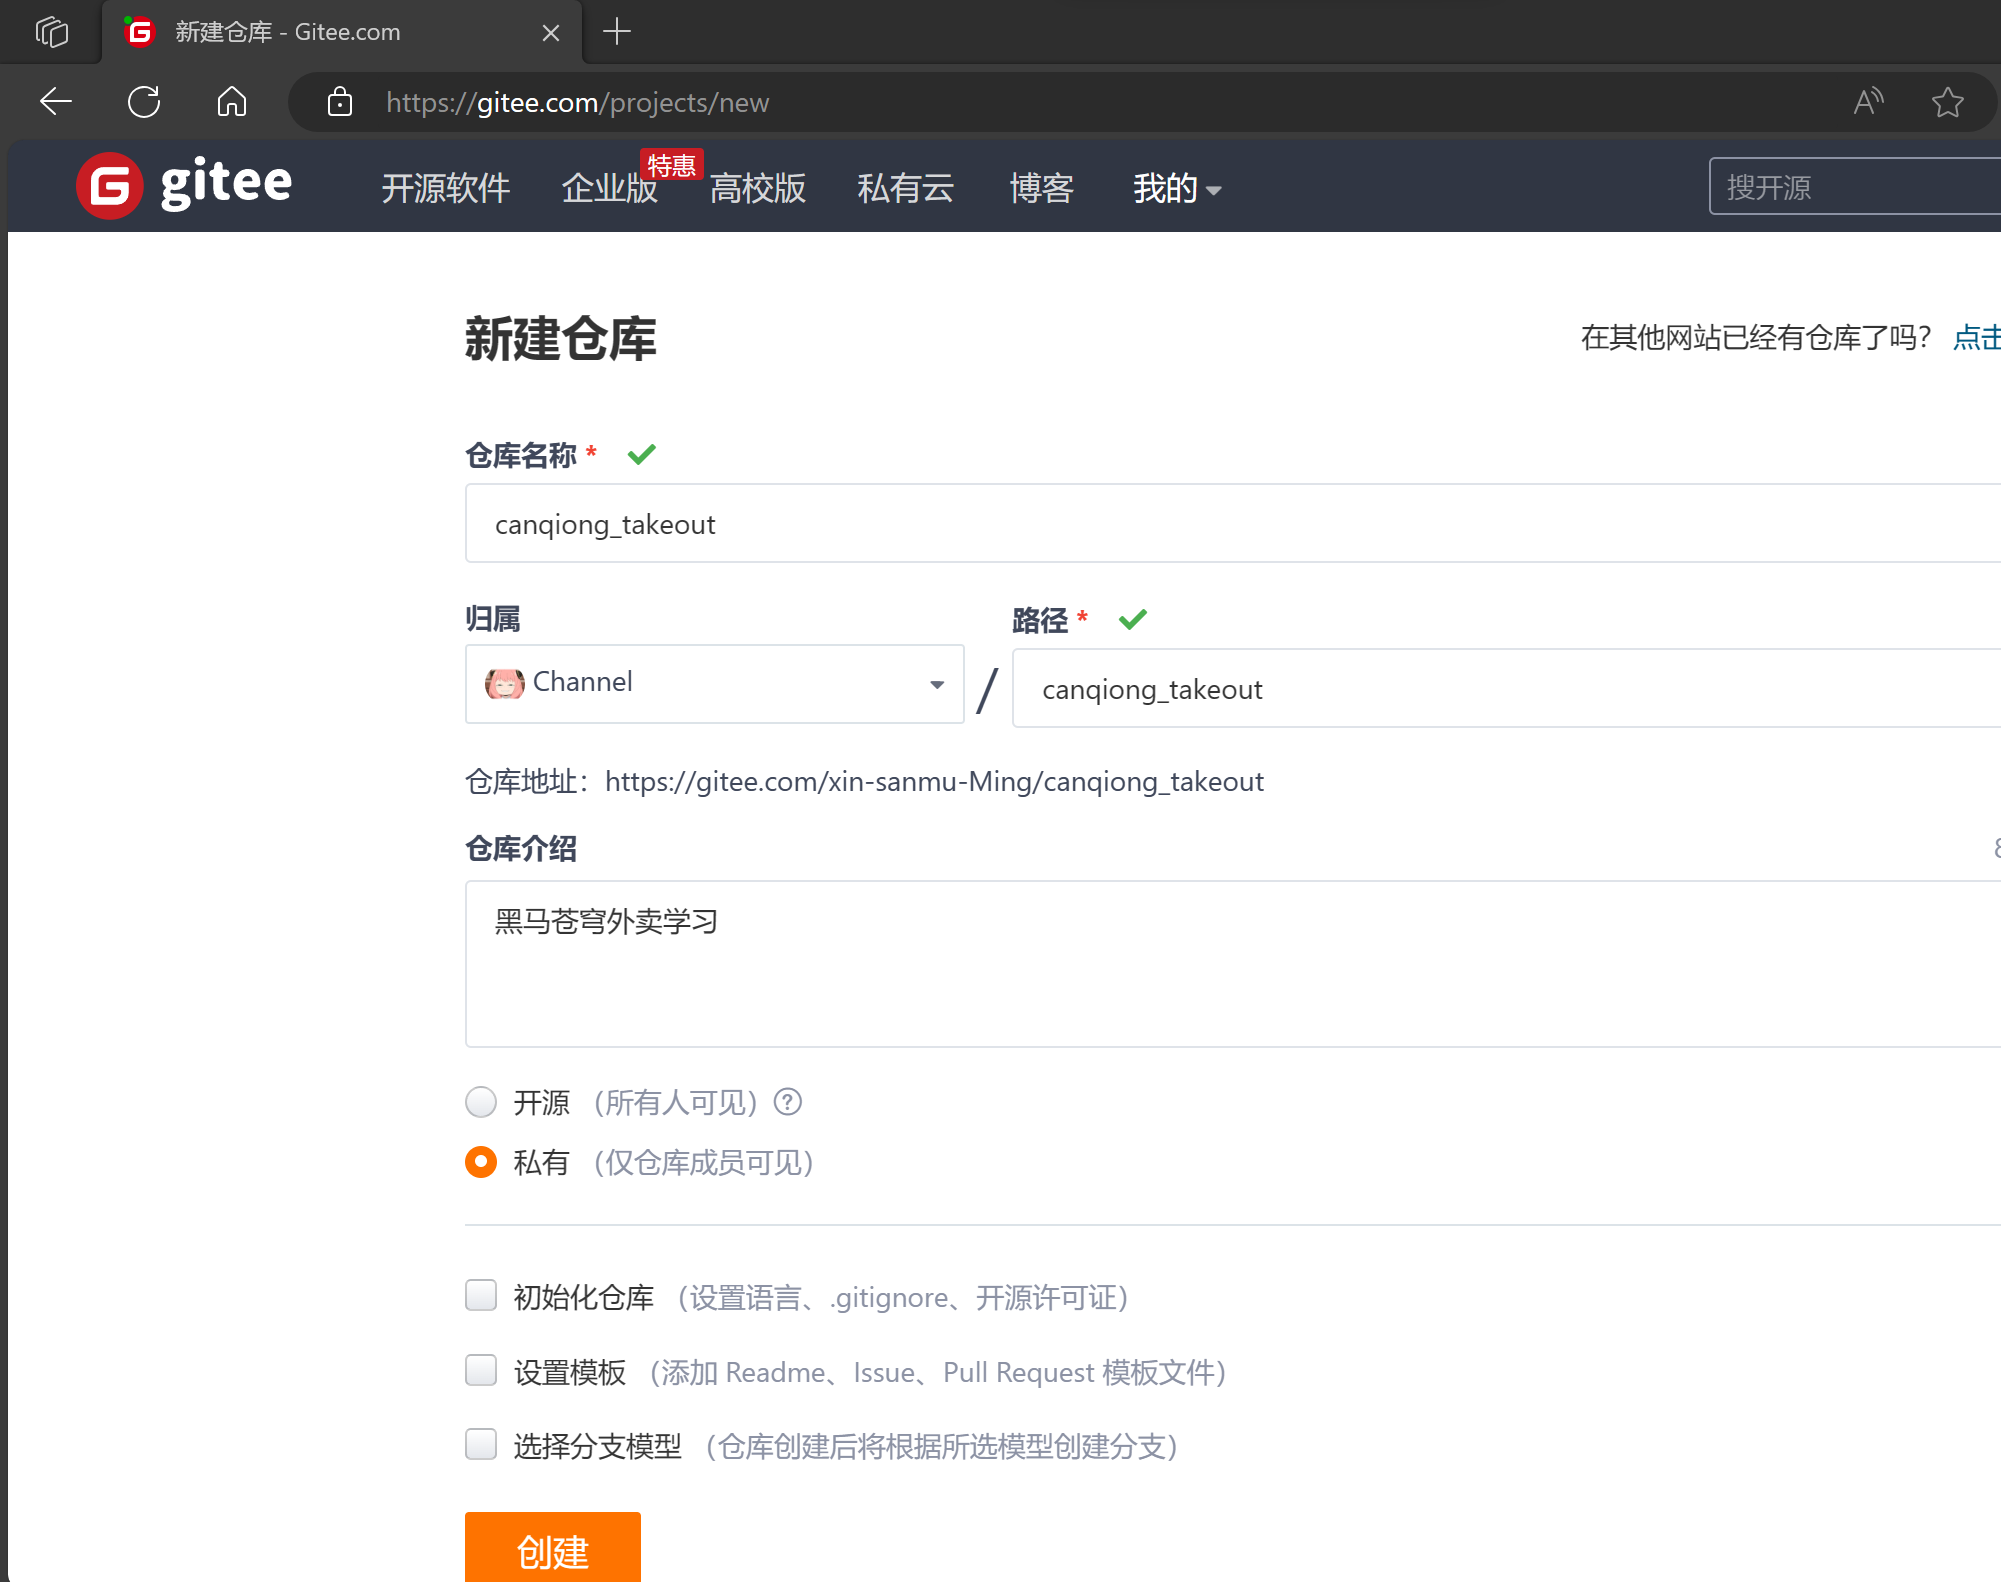 新建仓库 - Gitee.com
https://gitee.com/projects/new
gitee
开源软件 企业版 特惠 高校版 私有云 博客 我的
搜开源
新建仓库
在其他网站已经有仓库了吗？ 点击
仓库名称 *
canqiong_takeout
归属
路径 *
Channel / canqiong_takeout
仓库地址：https://gitee.com/xin-sanmu-Ming/canqiong_takeout
仓库介绍
黑马苍穹外卖学习
开源 （所有人可见）?
私有 （仅仓库成员可见）
初始化仓库 （设置语言、.gitignore、开源许可证）
设置模板 （添加 Readme、Issue、Pull Request 模板文件）
选择分支模型 （仓库创建后将根据所选模型创建分支）
创建